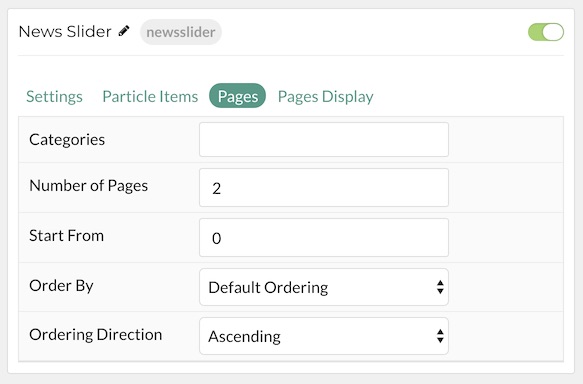 News Slider newsslider
Settings Particle Items Pages Pages Display
Categories
Number of Pages 2
Start From 0
Order By Default Ordering
Ordering Direction Ascending